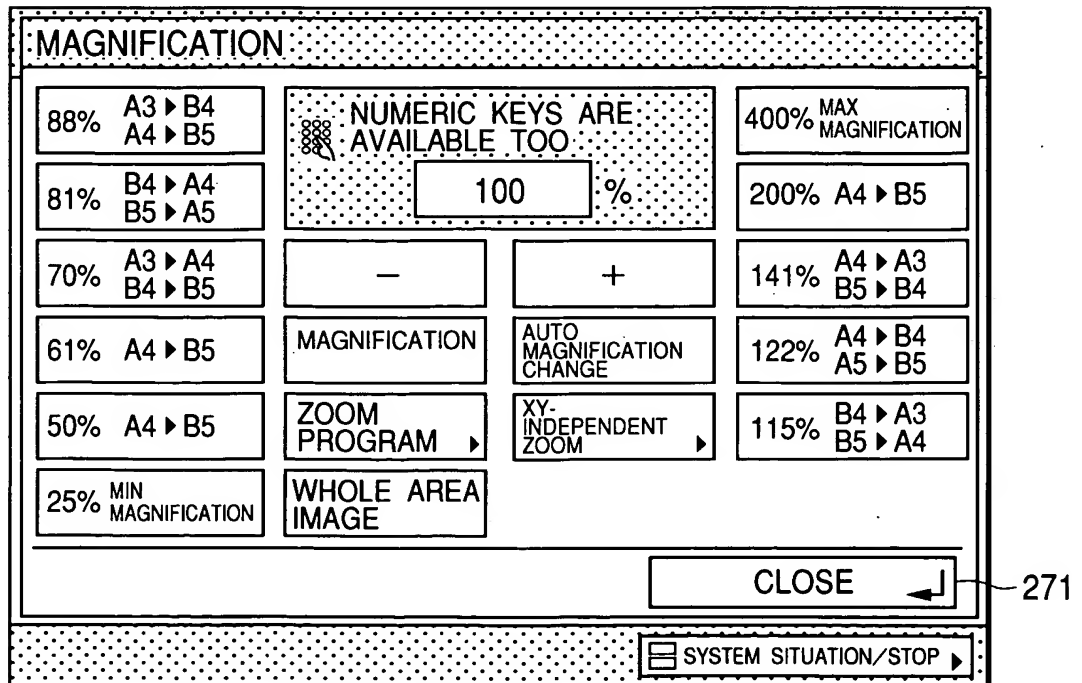 MAGNIFICATION
88% A3 ▶ B4
A4 ▶ B5
81% B4 ▶ A4
B5 ▶ A5
70% A3 ▶ A4
B4 ▶ B5
61% A4 ▶ B5
50% A4 ▶ B5
25% MIN
MAGNIFICATION
NUMERIC KEYS ARE
AVAILABLE TOO
100 %
−
+
MAGNIFICATION
AUTO
MAGNIFICATION
CHANGE
ZOOM
PROGRAM ▶
XY-
INDEPENDENT
ZOOM ▶
WHOLE AREA
IMAGE
400% MAX
MAGNIFICATION
200% A4 ▶ B5
141% A4 ▶ A3
B5 ▶ B4
122% A4 ▶ B4
A5 ▶ B5
115% B4 ▶ A3
B5 ▶ A4
CLOSE
271
SYSTEM SITUATION/STOP ▶